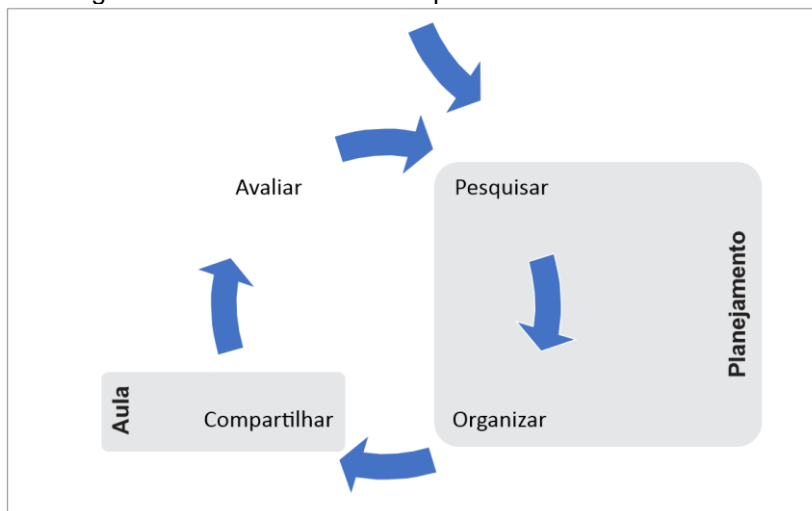 Avaliar
Pesquisar
Planejamento
Aula
Compartilhar
Organizar